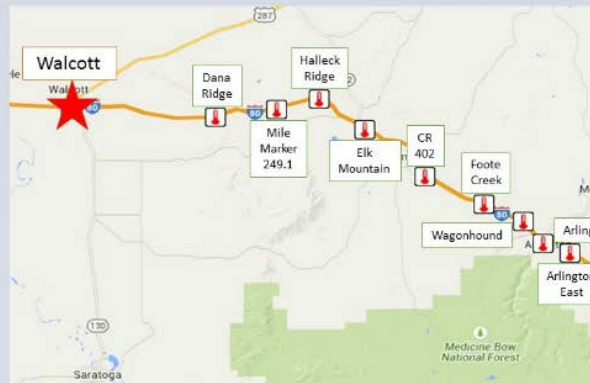 287
Walcott
Walcott
80
Dana
Ridge
Halleck
Ridge
80
Mile
Marker
249.1
Elk
Mountain
CR
402
Foote
Creek
80
Wagonhound
Arling
Arlington
East
130
Saratoga
Medicine Bow
National Forest